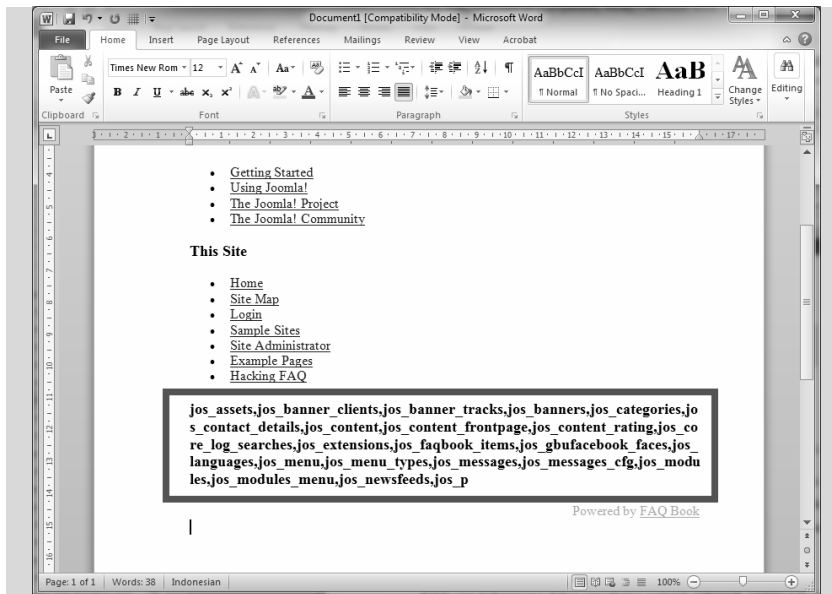 Document1 [Compatibility Mode] - Microsoft Word
File Home Insert Page Layout References Mailings Review View Acrobat
Times New Rom 12
Paste
AaBbCcI AaBbCcI AaB
¶ Normal ¶ No Spaci... Heading 1
Change Styles
Editing
Clipboard Font Paragraph Styles
Getting Started
Using Joomla!
The Joomla! Project
The Joomla! Community
This Site
Home
Site Map
Login
Sample Sites
Site Administrator
Example Pages
Hacking FAQ
jos_assets,jos_banner_clients,jos_banner_tracks,jos_banners,jos_categories,jo
s_contact_details,jos_content,jos_content_frontpage,jos_content_rating,jos_co
re_log_searches,jos_extensions,jos_faqbook_items,jos_gbufacebook_faces,jos_
languages,jos_menu,jos_menu_types,jos_messages,jos_messages_cfg,jos_modu
les,jos_modules_menu,jos_newsfeeds,jos_p
Powered by FAQ Book
Page: 1 of 1 Words: 38 Indonesian 100%